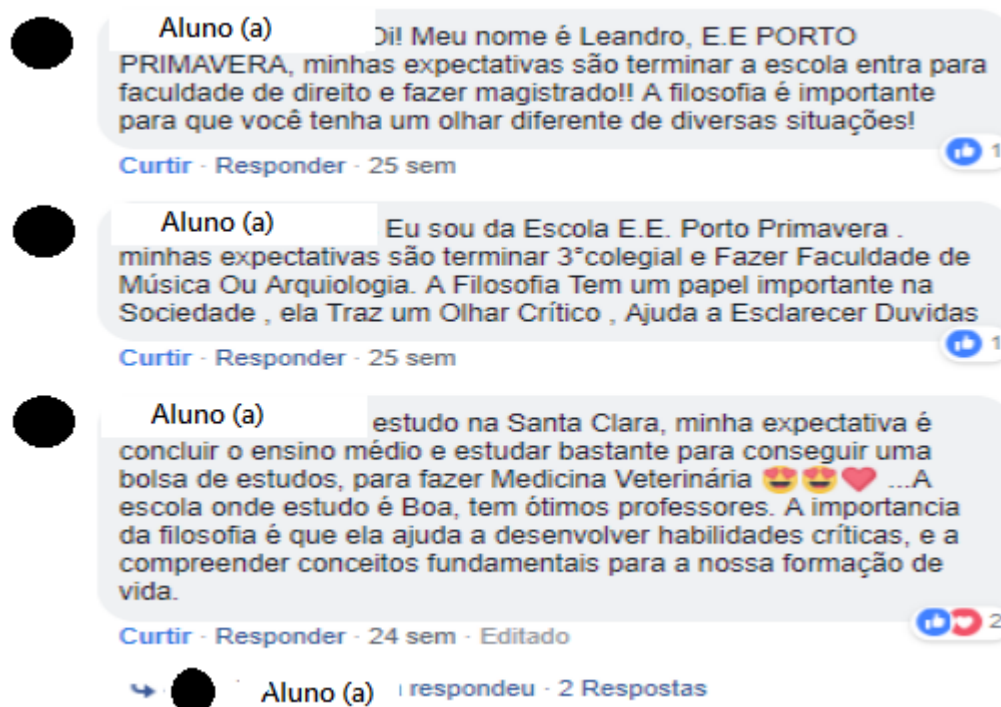 Aluno (a) Oi! Meu nome é Leandro, E.E PORTO
PRIMAVERA, minhas expectativas são terminar a escola entra para
faculdade de direito e fazer magistrado!! A filosofia é importante
para que você tenha um olhar diferente de diversas situações!
1
Curtir · Responder · 25 sem
Aluno (a) Eu sou da Escola E.E. Porto Primavera .
minhas expectativas são terminar 3°colegial e Fazer Faculdade de
Música Ou Arquiologia. A Filosofia Tem um papel importante na
Sociedade , ela Traz um Olhar Crítico , Ajuda a Esclarecer Duvidas
1
Curtir · Responder · 25 sem
Aluno (a) estudo na Santa Clara, minha expectativa é
concluir o ensino médio e estudar bastante para conseguir uma
bolsa de estudos, para fazer Medicina Veterinária 😍😍❤️ ...A
escola onde estudo é Boa, tem ótimos professores. A importancia
da filosofia é que ela ajuda a desenvolver habilidades críticas, e a
compreender conceitos fundamentais para a nossa formação de
vida.
2
Curtir · Responder · 24 sem · Editado
Aluno (a) respondeu · 2 Respostas